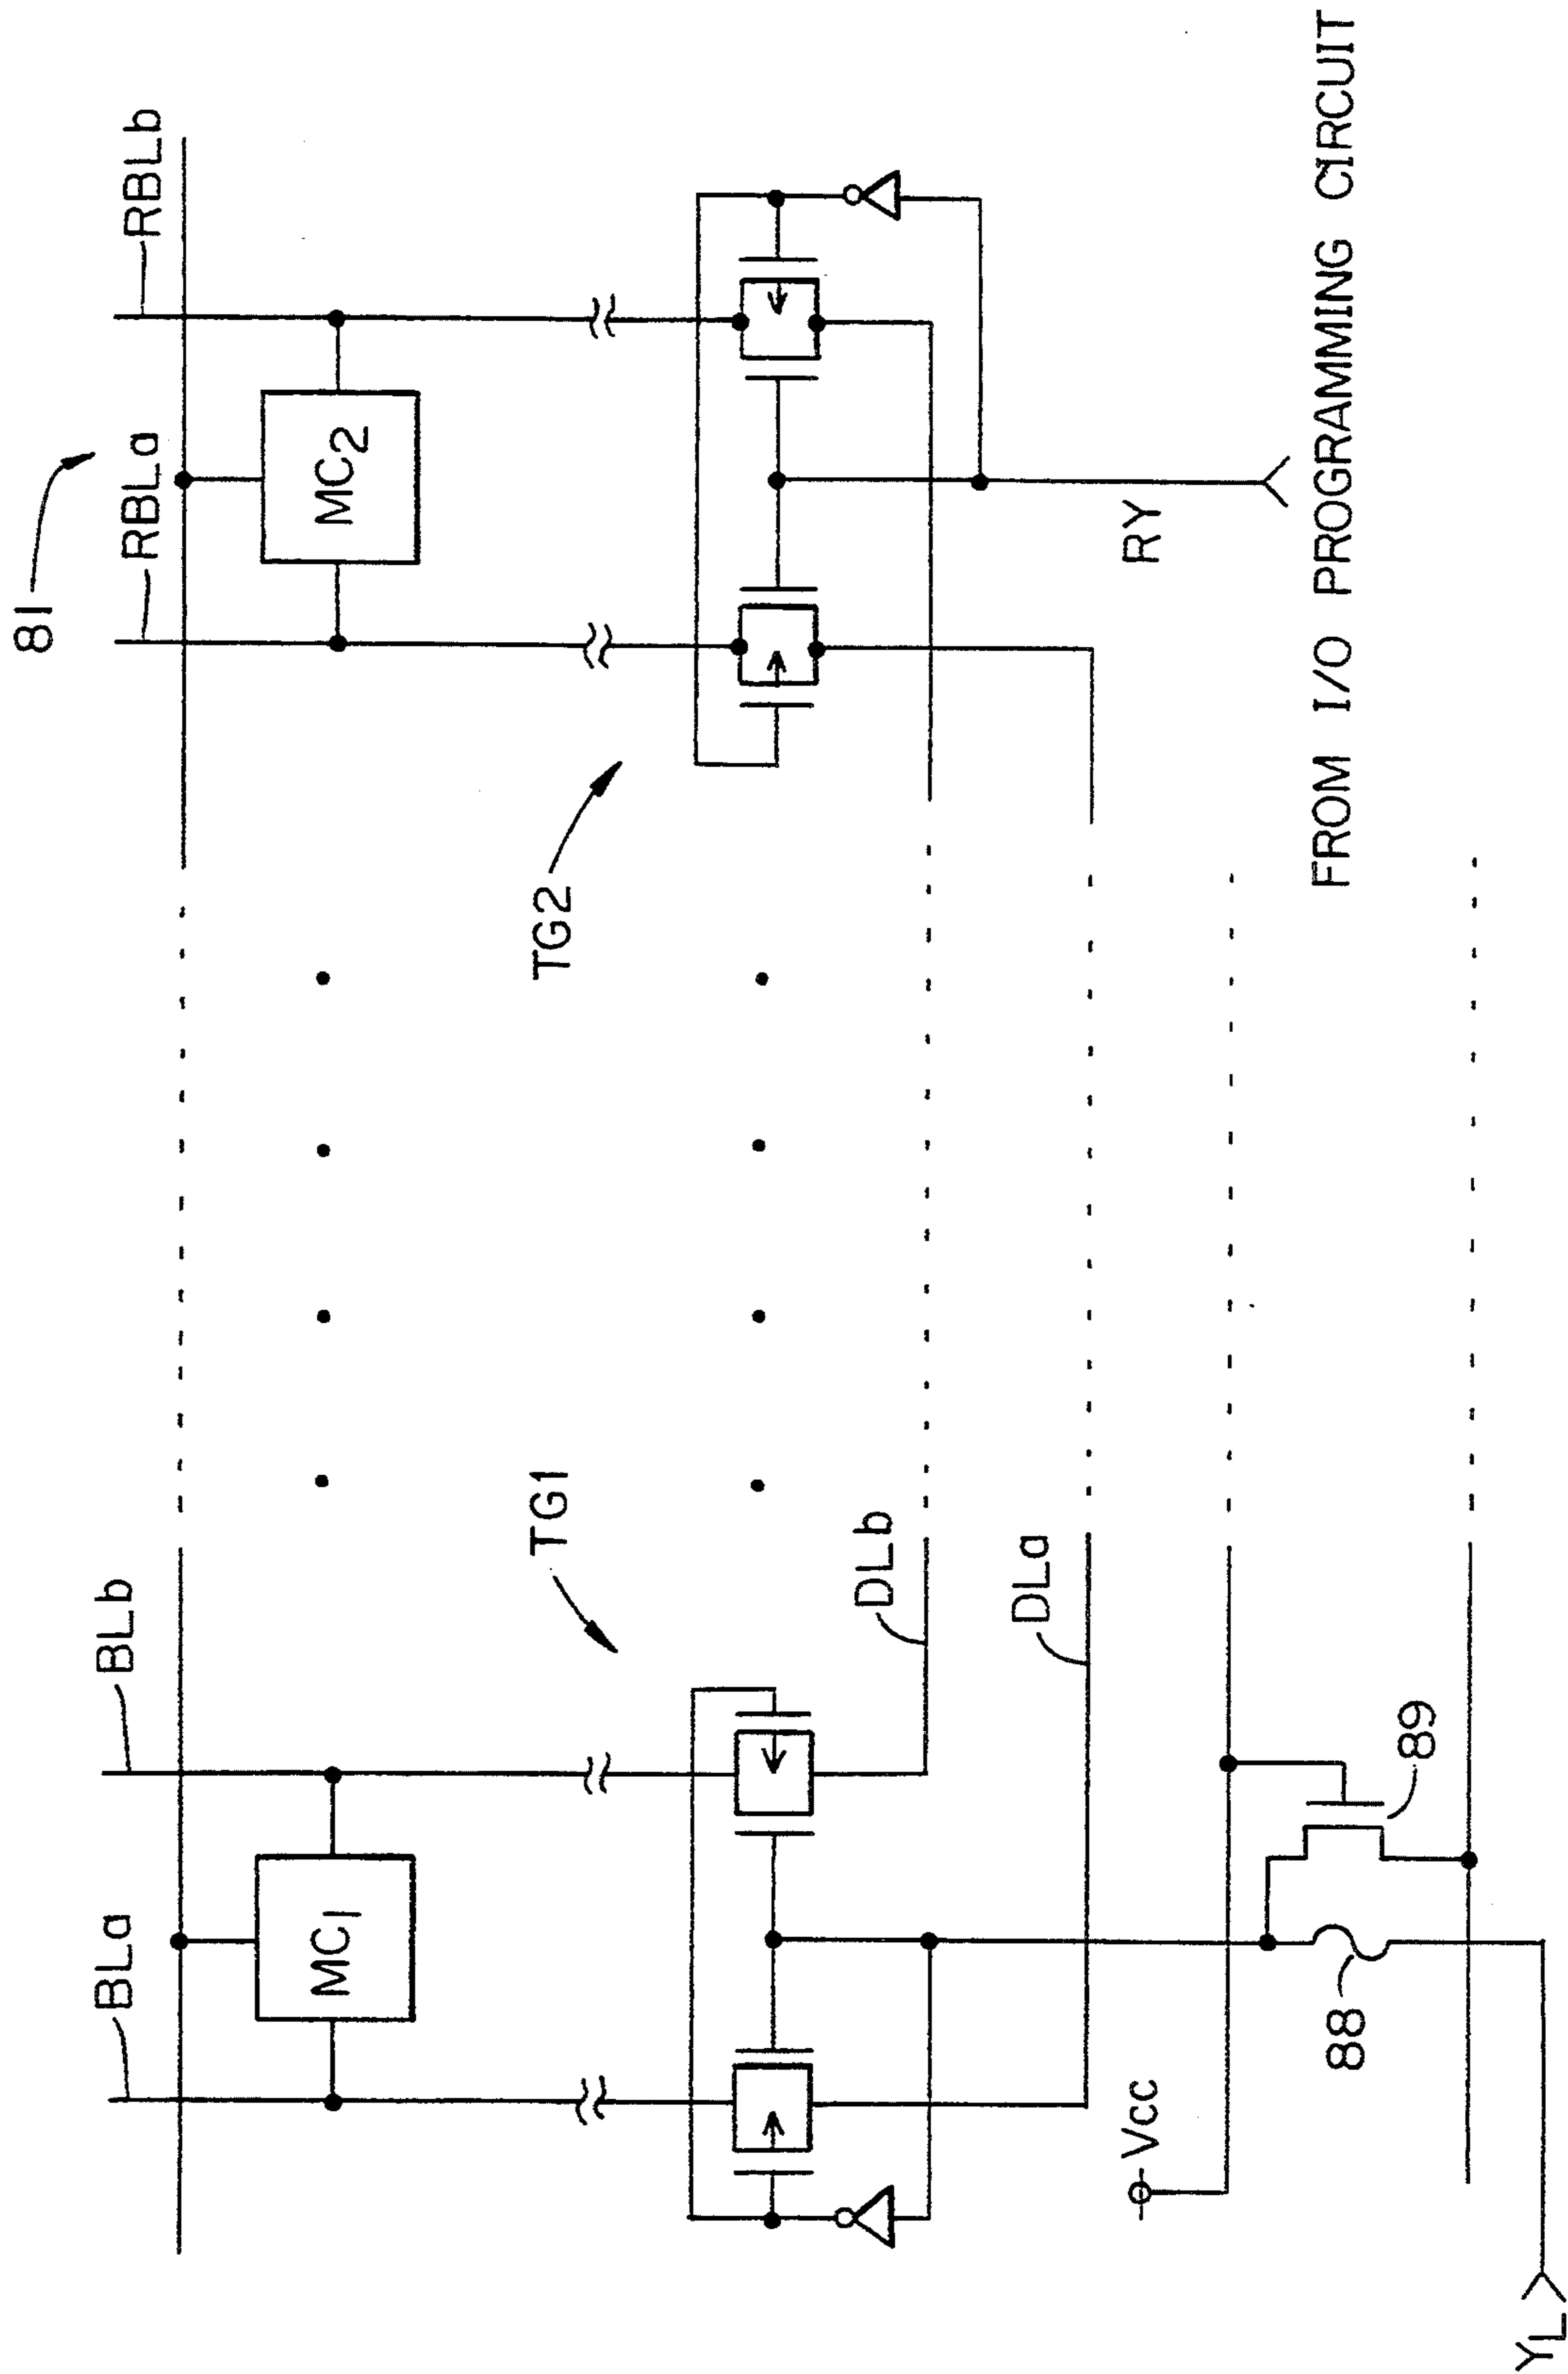 81
BLa
BLb
RBLa
RBLb
MC1
MC2
TG1
TG2
DLb
DLa
Vcc
RY
88
89
FROM I/O PROGRAMMING CIRCUIT
YL